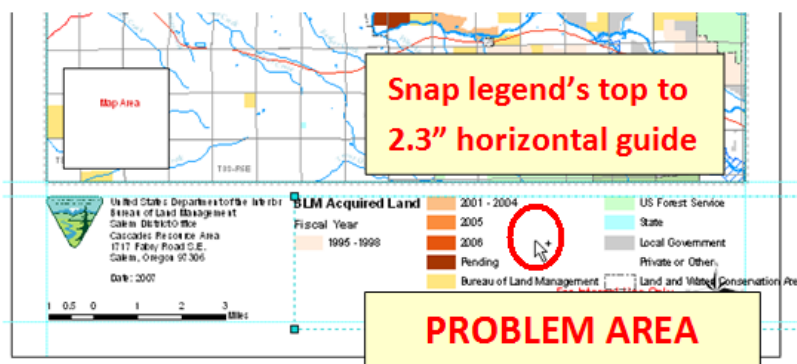 Snap legend's top to
2.3" horizontal guide
Map Area
T09-R5E
United States Department of the Interior
Bureau of Land Management
Salem District Office
Cascades Resource Area
1717 Fabry Road S.E.
Salem, Oregon 97306
Date: 2007
1 0.5 0 1 2 3
Miles
BLM Acquired Land
Fiscal Year
1995 -1998
2001 - 2004
2005
2006
Pending
Bureau of Land Management
US Forest Service
State
Local Government
Private or Other
Land and Water Conservation Are
PROBLEM AREA